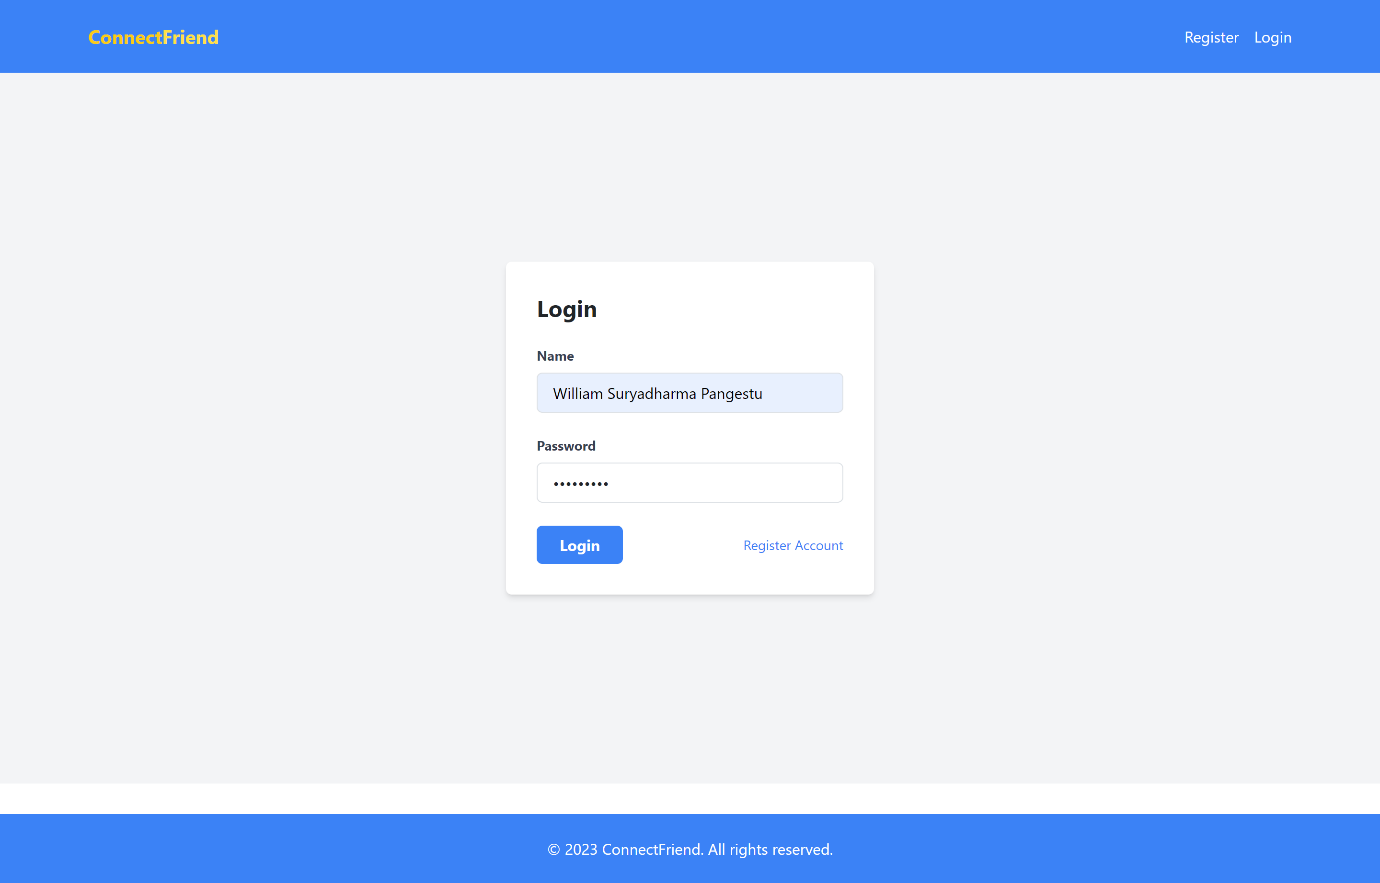 ConnectFriend
Register Login
Login
Name
William Suryadharma Pangestu
Password
•••••••••
Login
Register Account
© 2023 ConnectFriend. All rights reserved.